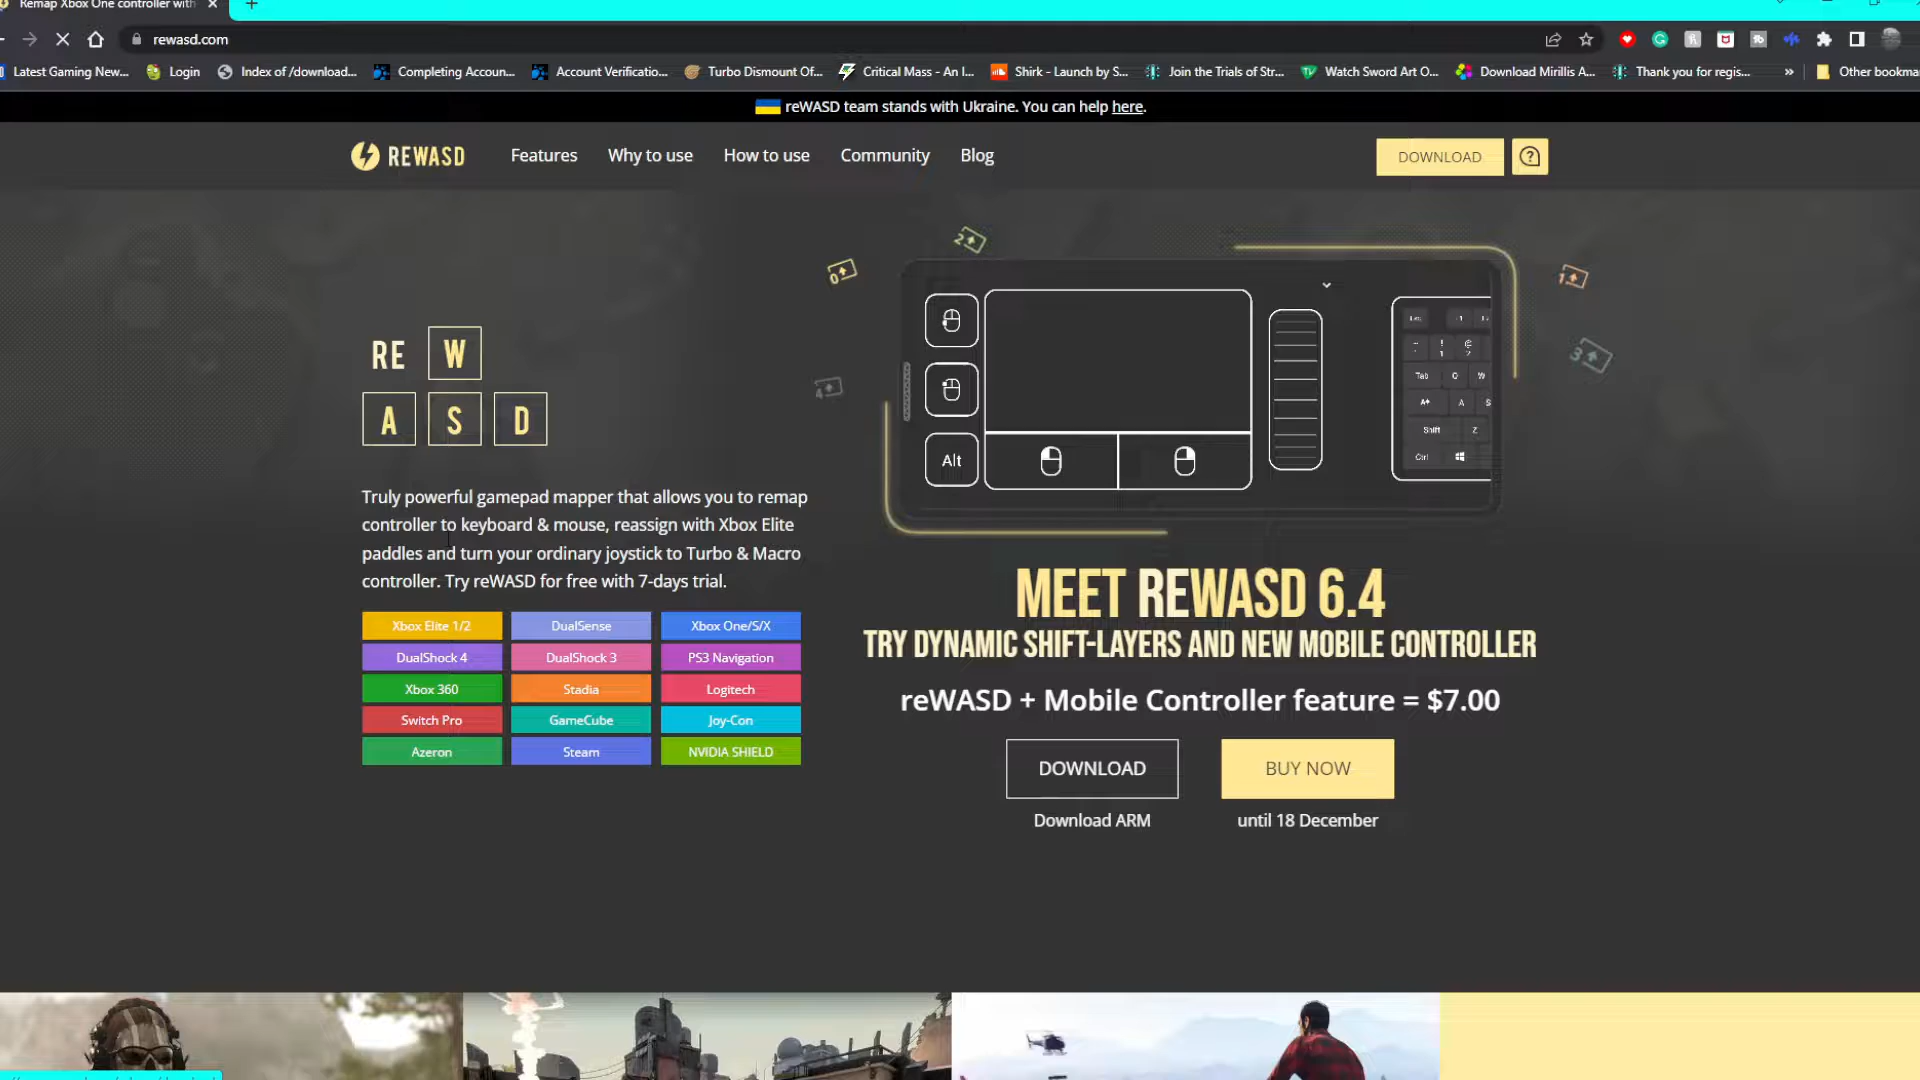 Remap Xbox One controller with
rewasd.com
Latest Gaming New...
Login
Index of /download...
Completing Accoun...
Account Verificatio...
Turbo Dismount Of...
Critical Mass - An I...
Shirk - Launch by S...
Join the Trials of Str...
Watch Sword Art O...
Download Mirillis A...
Thank you for regis...
»
Other bookma
reWASD team stands with Ukraine. You can help here.
REWASD
Features
Why to use
How to use
Community
Blog
DOWNLOAD
2
0
1
3
4
RE W
A S D
Alt
Tab
Q
W
A
S
Shift
Z
Ctrl
Truly powerful gamepad mapper that allows you to remap
controller to keyboard & mouse, reassign with Xbox Elite
paddles and turn your ordinary joystick to Turbo & Macro
controller. Try reWASD for free with 7-days trial.
Xbox Elite 1/2
DualSense
Xbox One/S/X
DualShock 4
DualShock 3
PS3 Navigation
Xbox 360
Stadia
Logitech
Switch Pro
GameCube
Joy-Con
Azeron
Steam
NVIDIA SHIELD
MEET REWASD 6.4
TRY DYNAMIC SHIFT-LAYERS AND NEW MOBILE CONTROLLER
reWASD + Mobile Controller feature = $7.00
DOWNLOAD
BUY NOW
Download ARM
until 18 December